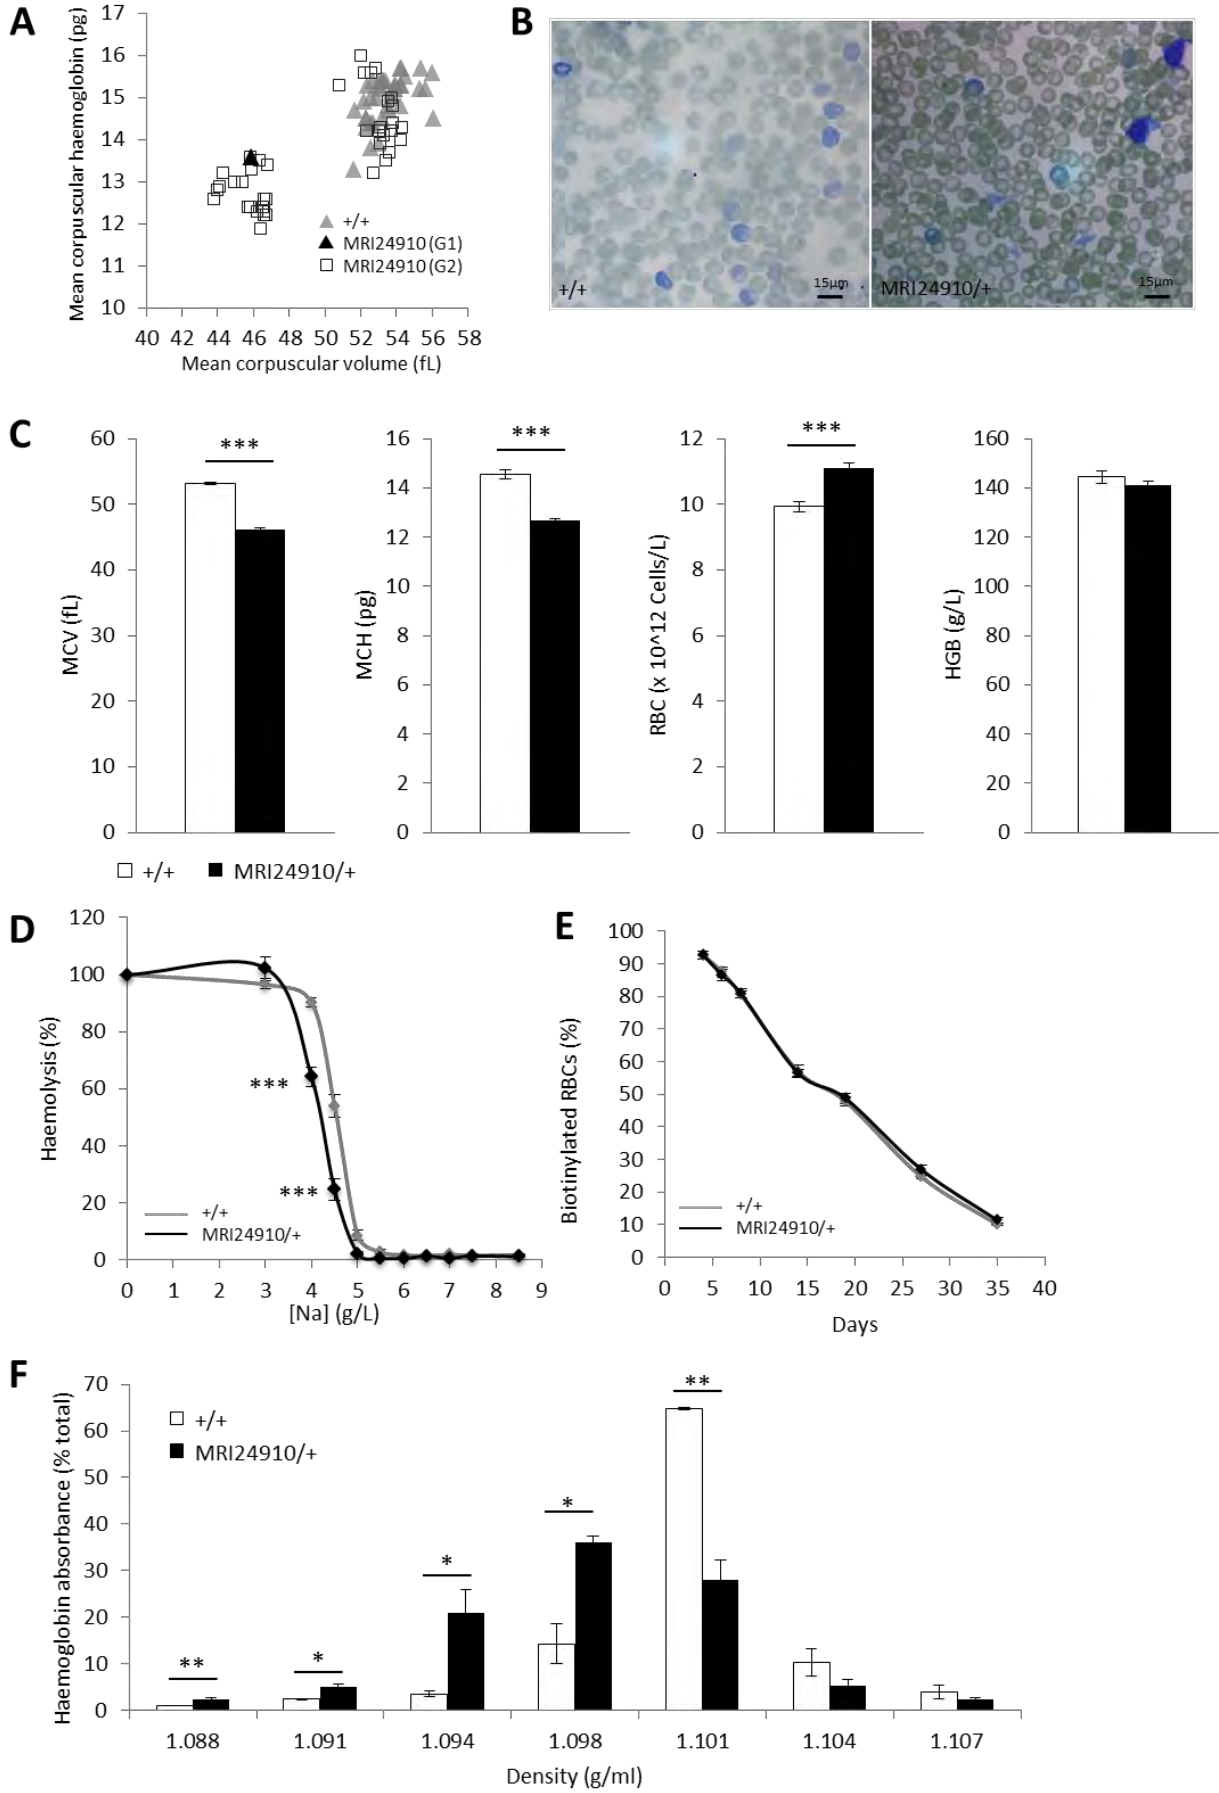 A
17
16
15
14
13
12
11
10
Mean corpuscular haemoglobin (pg)
+/+
MRI24910 (G1)
MRI24910 (G2)
40 42 44 46 48 50 52 54 56 58
Mean corpuscular volume (fL)
B
+/+
15µm
MRI24910/+
15µm
C
60
50
40
30
20
10
0
MCV (fL)
***
16
14
12
10
8
6
4
2
0
MCH (pg)
***
12
10
8
6
4
2
0
RBC (x 10^12 Cells/L)
***
160
140
120
100
80
60
40
20
0
HGB (g/L)
+/+ MRI24910/+
D
120
100
80
60
40
20
0
Haemolysis (%)
***
***
+/+
MRI24910/+
0 1 2 3 4 5 6 7 8 9
[Na] (g/L)
E
100
90
80
70
60
50
40
30
20
10
0
Biotinylated RBCs (%)
+/+
MRI24910/+
0 5 10 15 20 25 30 35 40
Days
F
70
60
50
40
30
20
10
0
Haemoglobin absorbance (% total)
+/+
MRI24910/+
** * * * **
1.088 1.091 1.094 1.098 1.101 1.104 1.107
Density (g/ml)